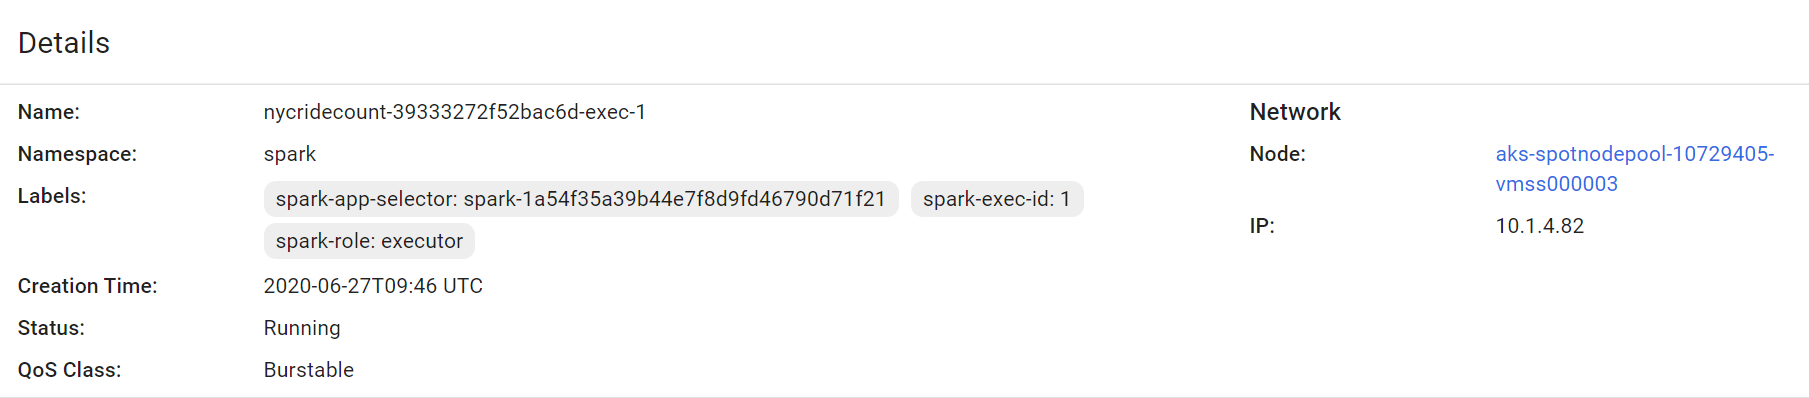 Details
Name: nycridecount-39333272f52bac6d-exec-1
Namespace: spark
Labels: spark-app-selector: spark-1a54f35a39b44e7f8d9fd46790d71f21 spark-exec-id: 1
spark-role: executor
Creation Time: 2020-06-27T09:46 UTC
Status: Running
QoS Class: Burstable
Network
Node: aks-spotnodepool-10729405-
vmss000003
IP: 10.1.4.82